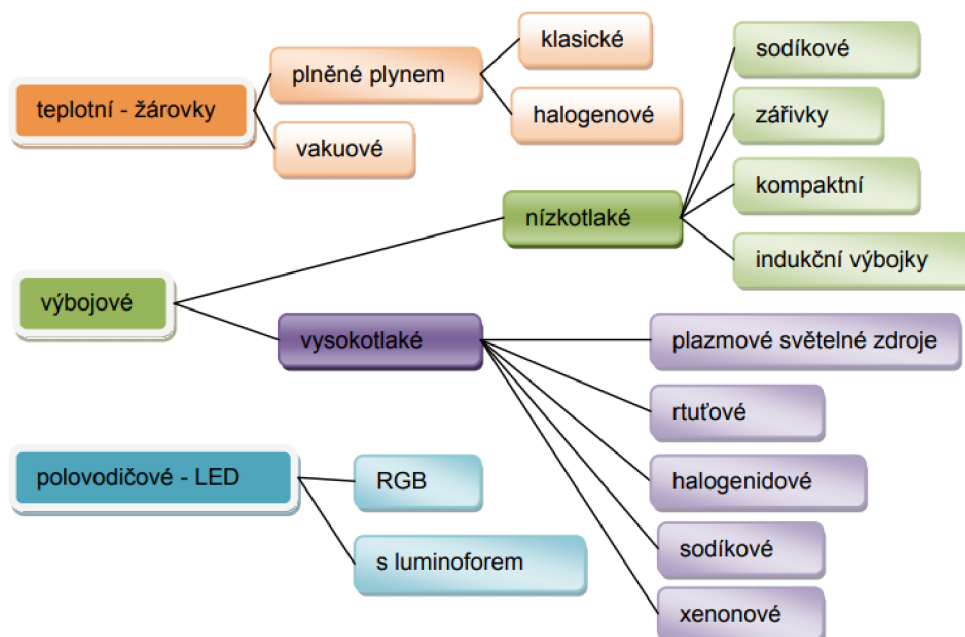 teplotní - žárovky
plněné plynem
klasické
halogenové
vakuové
výbojové
nízkotlaké
sodíkové
zářivky
kompaktní
indukční výbojky
vysokotlaké
plazmové světelné zdroje
rtuťové
halogenidové
sodíkové
xenonové
polovodičové - LED
RGB
s luminoforem